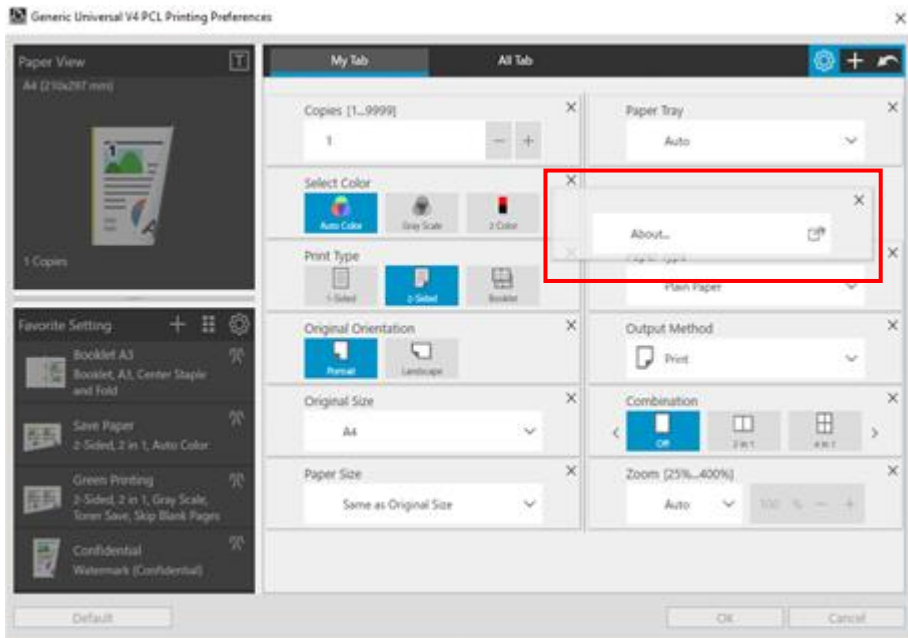 Generic Universal V4 PCL Printing Preferences
Paper View
T
A4 (210x297 mm)
1
1 Copies
Favorite Setting
Booklet A3
Booklet, A3, Center Staple
and Fold
Save Paper
2-Sided, 2 in 1, Auto Color
Green Printing
2-Sided, 2 in 1, Gray Scale,
Toner Save, Skip Blank Pages
Confidential
Watermark (Confidential)
Default
My Tab
All Tab
Copies [1...9999]
1
Select Color
Auto Color
Gray Scale
2 Color
Print Type
1-Sided
2-Sided
Booklet
Original Orientation
Portrait
Landscape
Original Size
A4
Paper Size
Same as Original Size
Paper Tray
Auto
About...
Plain Paper
Output Method
Print
Combination
Off
2 in 1
4 in 1
Zoom [25%...400%]
Auto
100 %
OK
Cancel